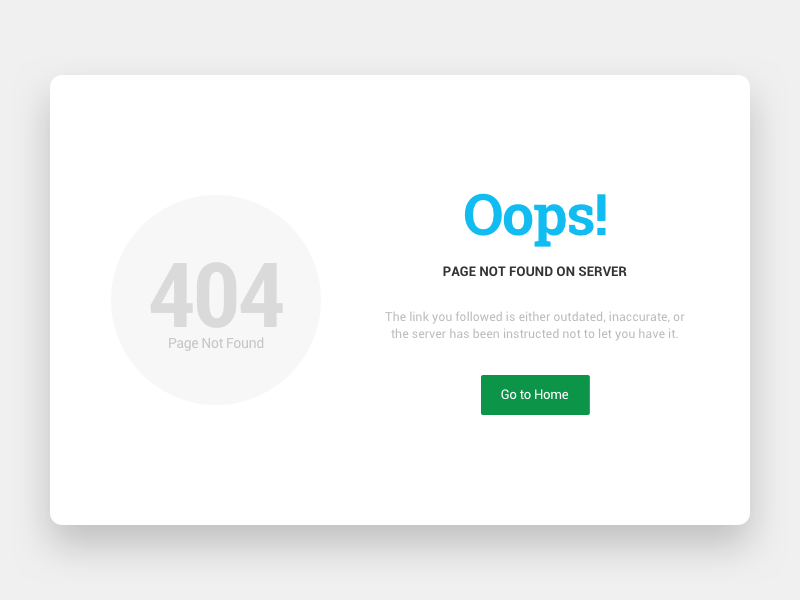 404
Page Not Found
Oops!
PAGE NOT FOUND ON SERVER
The link you followed is either outdated, inaccurate, or
the server has been instructed not to let you have it.
Go to Home